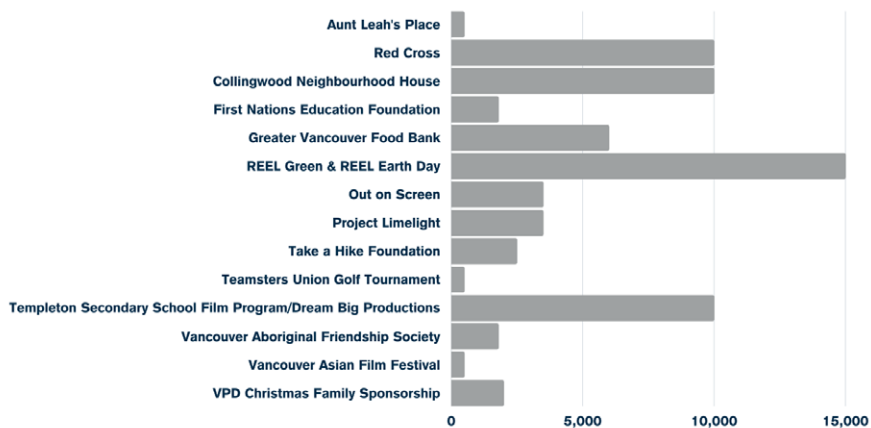 Aunt Leah's Place
Red Cross
Collingwood Neighbourhood House
First Nations Education Foundation
Greater Vancouver Food Bank
REEL Green & REEL Earth Day
Out on Screen
Project Limelight
Take a Hike Foundation
Teamsters Union Golf Tournament
Templeton Secondary School Film Program/Dream Big Productions
Vancouver Aboriginal Friendship Society
Vancouver Asian Film Festival
VPD Christmas Family Sponsorship
0 5,000 10,000 15,000